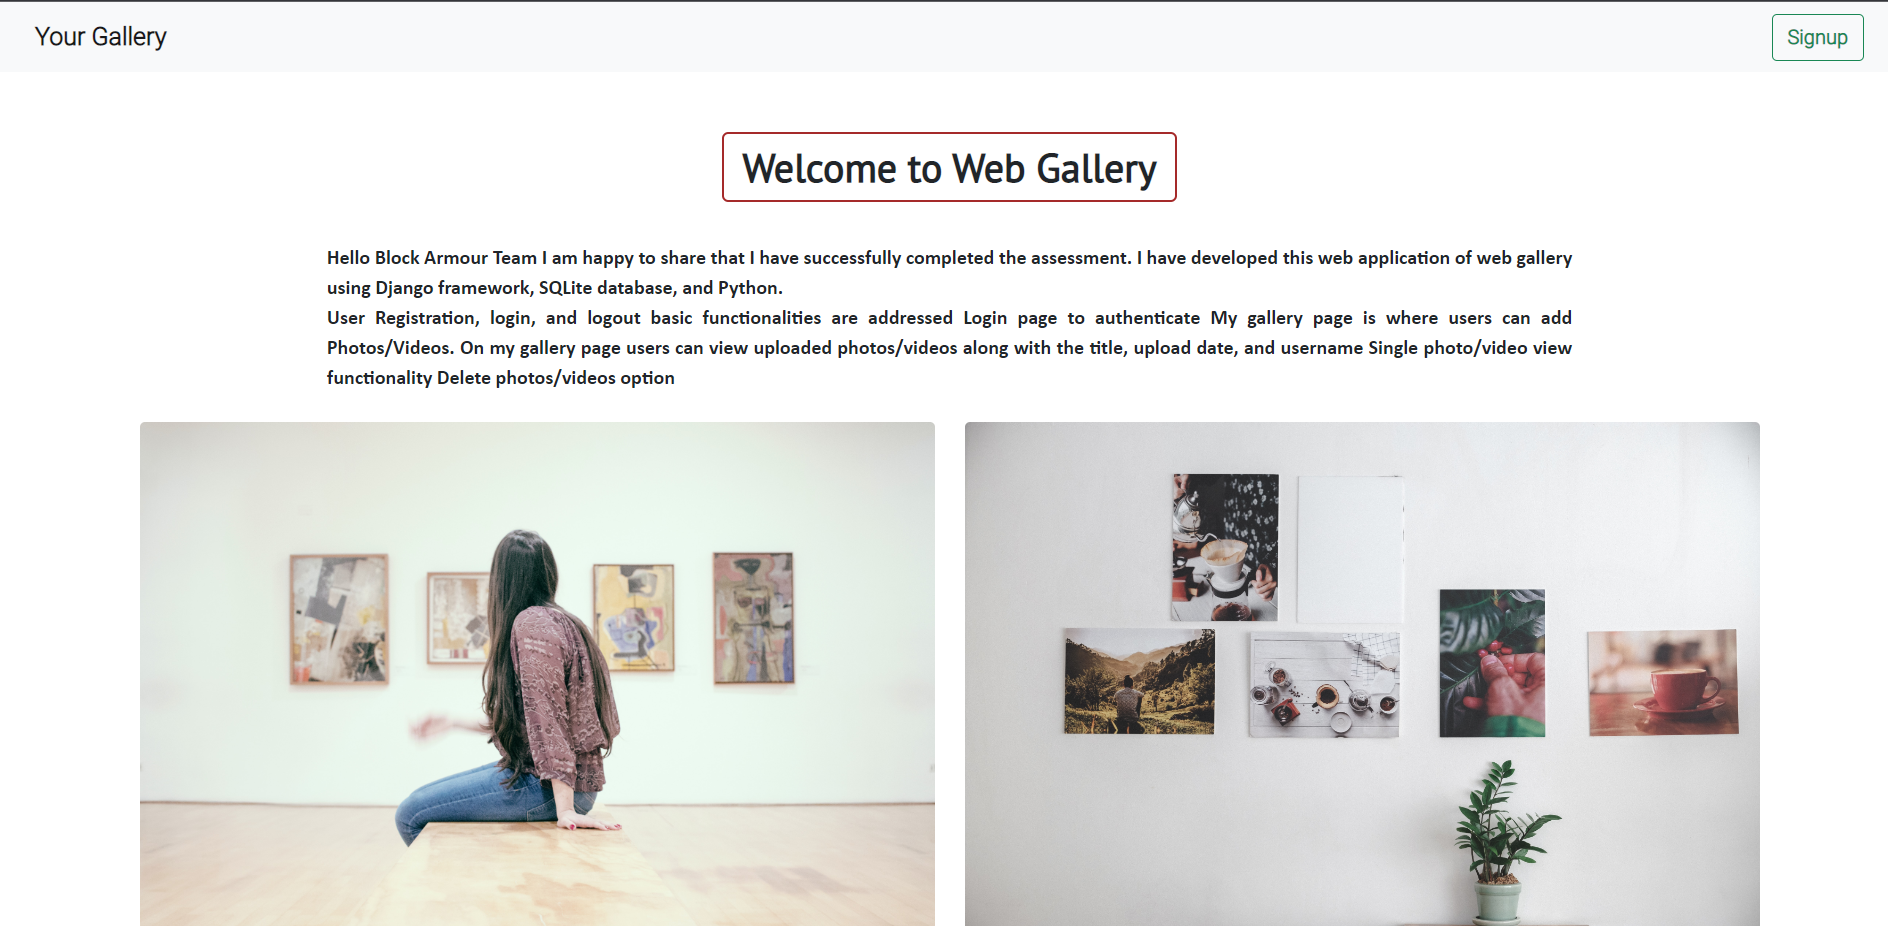 Your Gallery
Signup
Welcome to Web Gallery
Hello Block Armour Team I am happy to share that I have successfully completed the assessment. I have developed this web application of web gallery
using Django framework, SQLite database, and Python.
User Registration, login, and logout basic functionalities are addressed Login page to authenticate My gallery page is where users can add
Photos/Videos. On my gallery page users can view uploaded photos/videos along with the title, upload date, and username Single photo/video view
functionality Delete photos/videos option